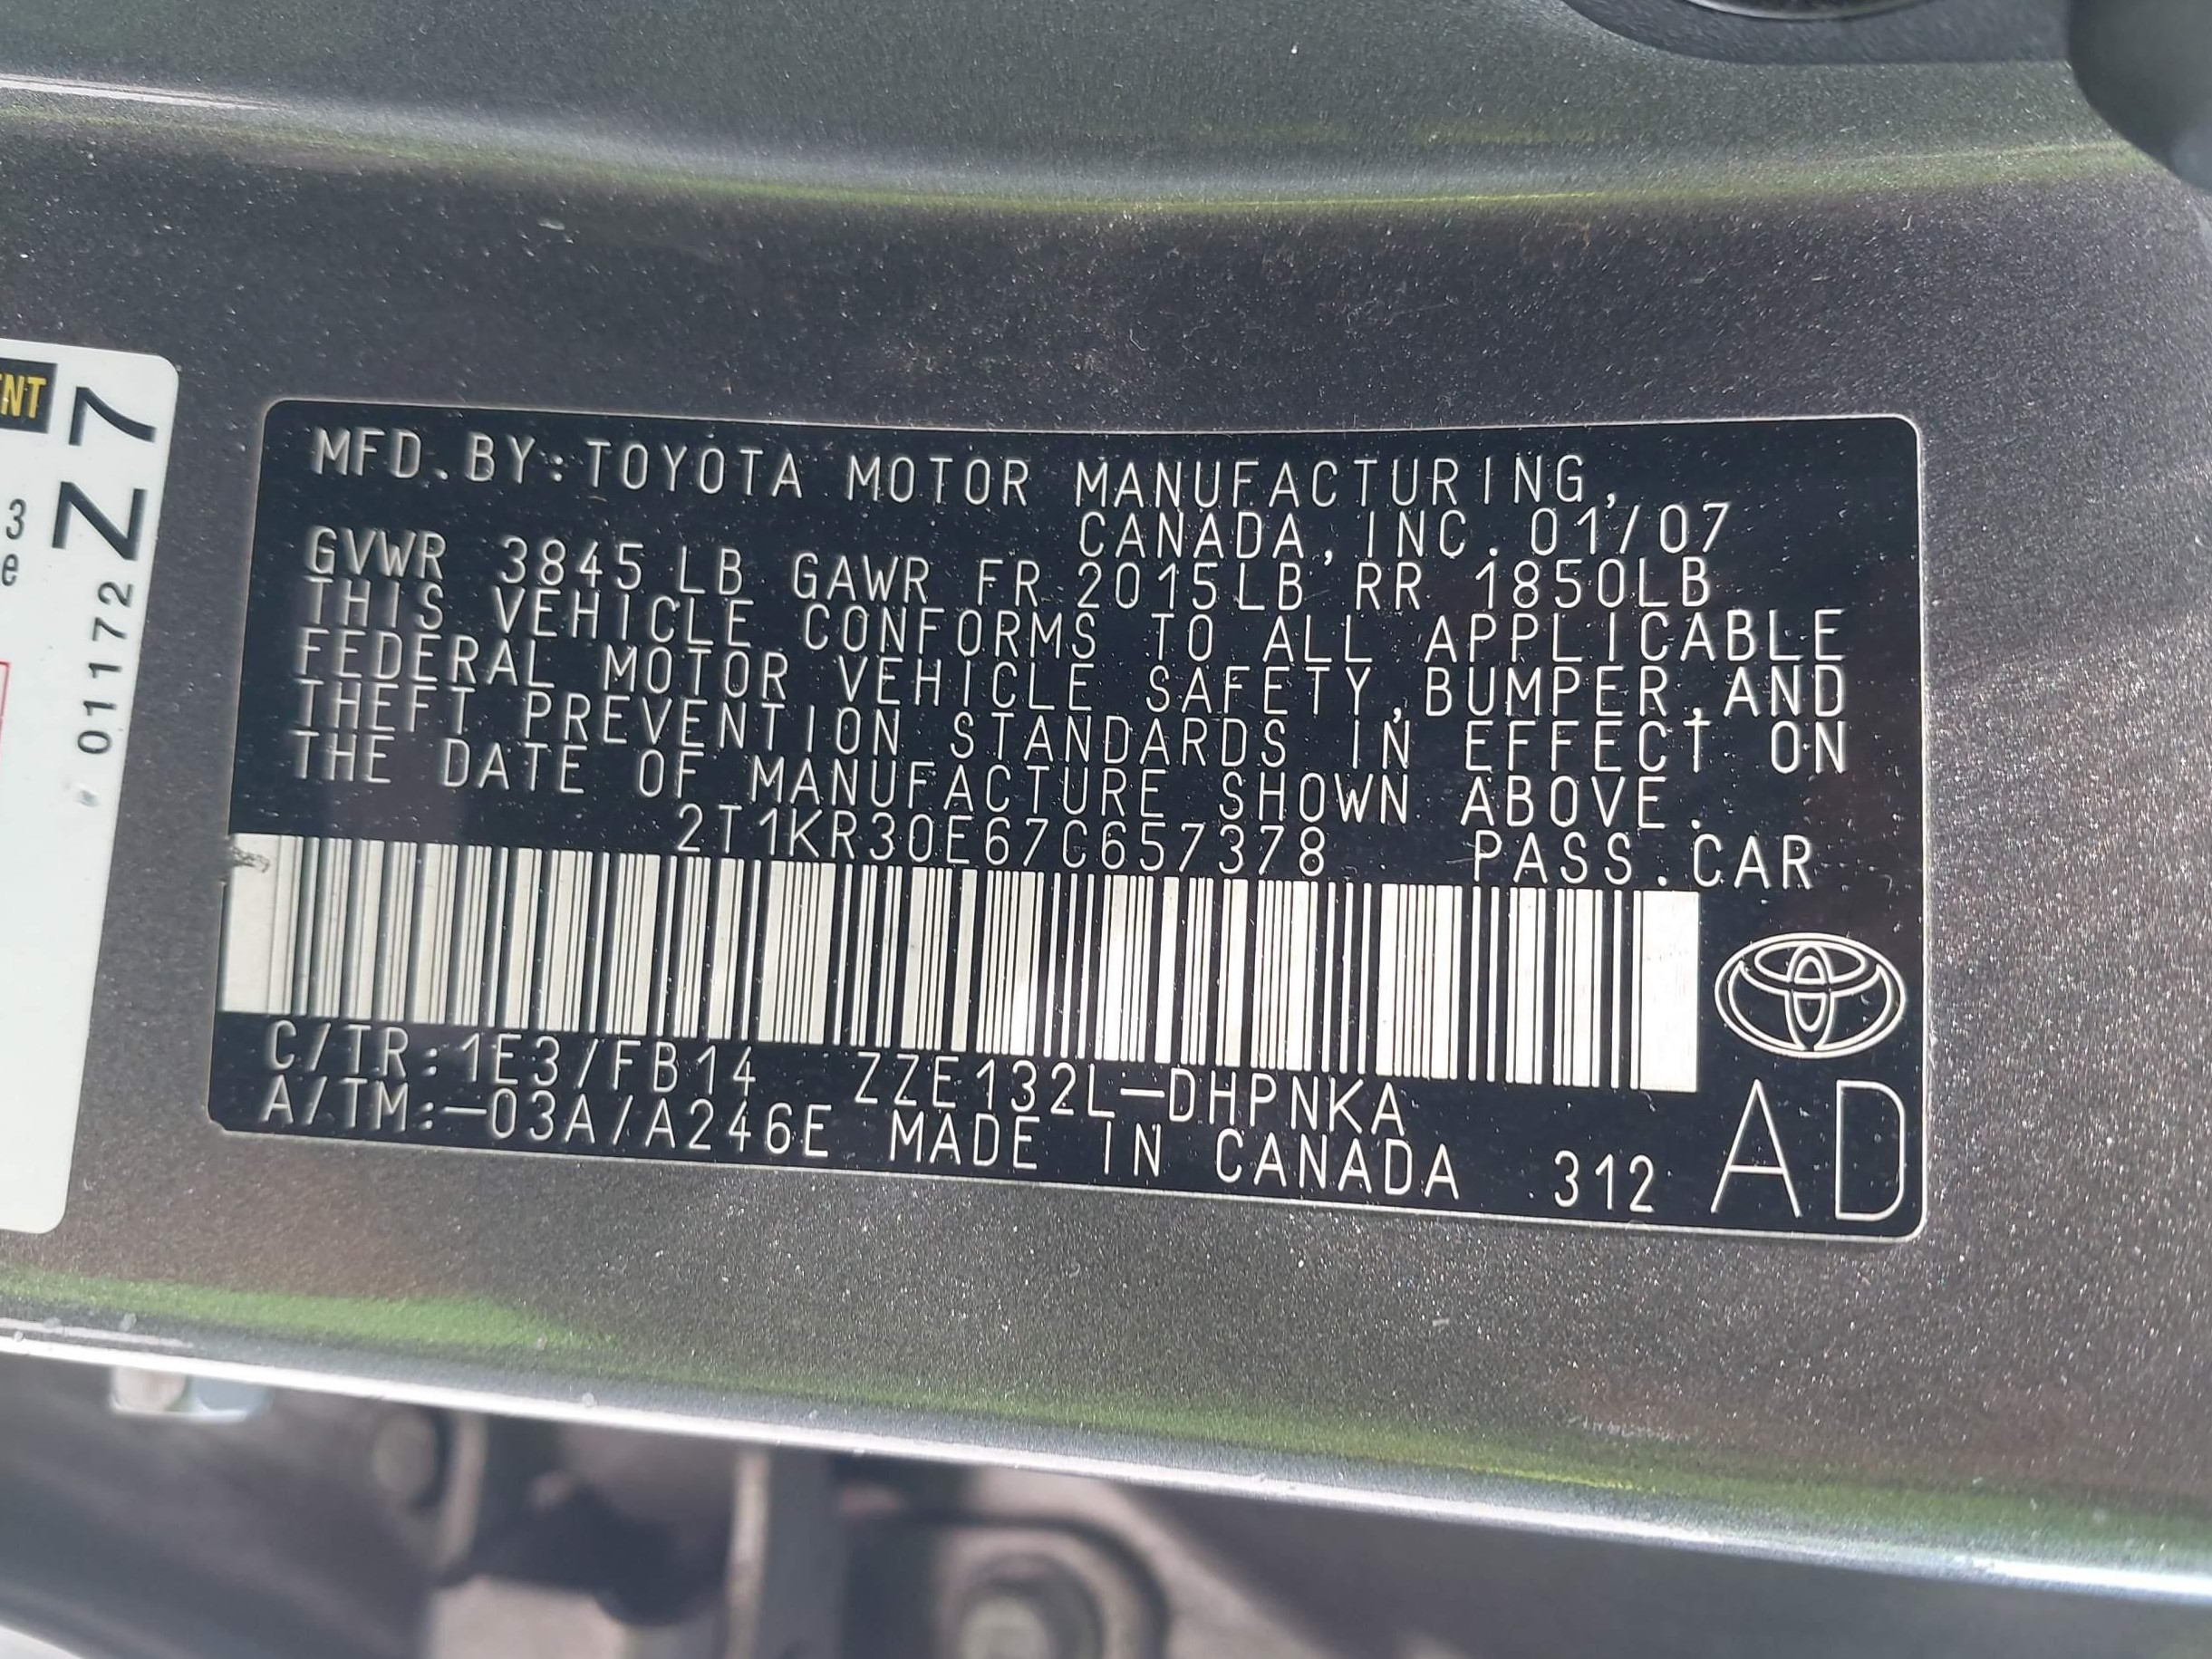 NT
Z7
3
e
01172
MFD.BY:TOYOTA MOTOR MANUFACTURING,
CANADA,INC. 01/07
GVWR 3845LB GAWR FR 2015LB RR 1850LB
THIS VEHICLE CONFORMS TO ALL APPLICABLE
FEDERAL MOTOR VEHICLE SAFETY,BUMPER,AND
THEFT PREVENTION STANDARDS IN EFFECT ON
THE DATE OF MANUFACTURE SHOWN ABOVE.
2T1KR30E67C657378 PASS.CAR
C/TR:1E3/FB14 ZZE132L-DHPNKA
A/TM:-03A/A246E MADE IN CANADA 312 AD